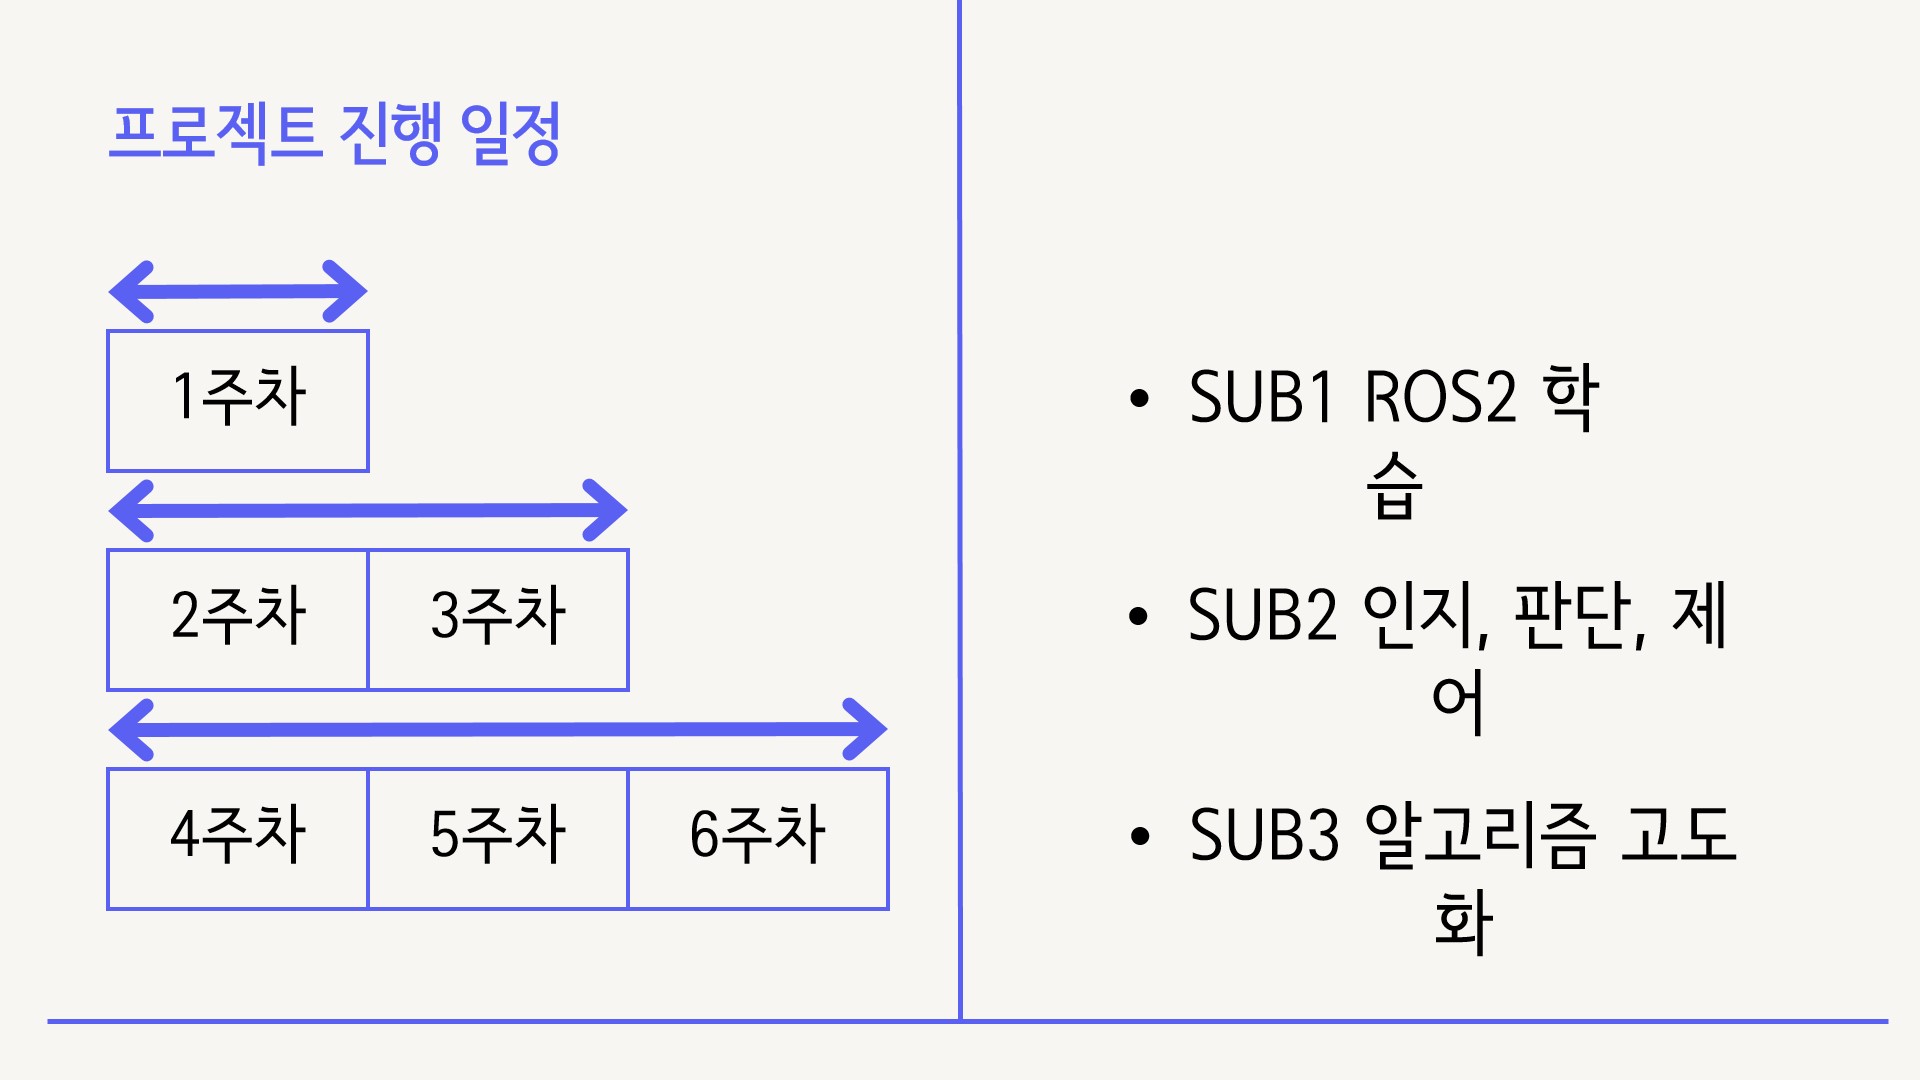 프로젝트 진행 일정
1주차
2주차 3주차
4주차 5주차 6주차
• SUB1 ROS2 학
습
• SUB2 인지, 판단, 제
어
• SUB3 알고리즘 고도
화